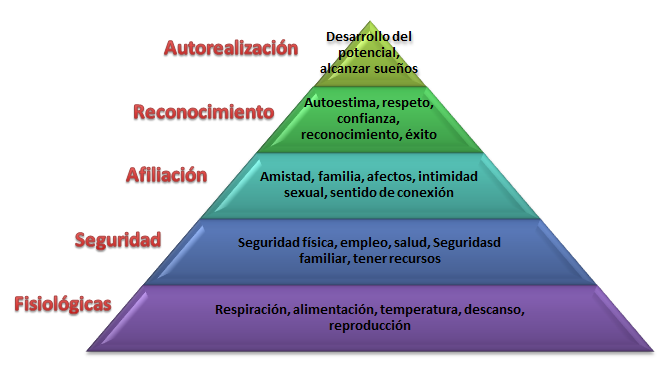 Autorealización
Desarrollo del
potencial,
alcanzar sueños
Reconocimiento
Autoestima, respeto,
confianza,
reconocimiento, éxito
Afiliación
Amistad, familia, afectos, intimidad
sexual, sentido de conexión
Seguridad
Seguridad física, empleo, salud, Seguridasd
familiar, tener recursos
Fisiológicas
Respiración, alimentación, temperatura, descanso,
reproducción